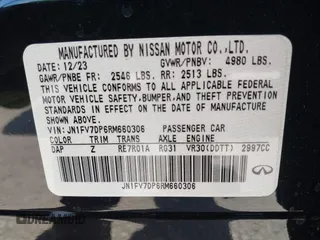 MANUFACTURED BY NISSAN MOTOR CO.,LTD.
12/23 GVWR/PNBV: 4980 LBS.
GAWR/PNBE FR: 2546 LBS. RR: 2513 LBS.
THIS VEHICLE CONFORMS TO ALL APPLICABLE FEDERAL
MOTOR VEHICLE SAFETY,BUMPER,AND THEFT PREVENTION
STANDARDS IN EFFECT ON THE DATE OF MANUFACTURE
SHOWN ABOVE.
VIN: JN1FV7DP6RM660306 PASSENGER CAR
COLOR TRIM TRANS AXLE ENGINE
DAP Z RE7R01A RG31 VR30(DDTT) 2997CC
JN1FV7DP6RM660306